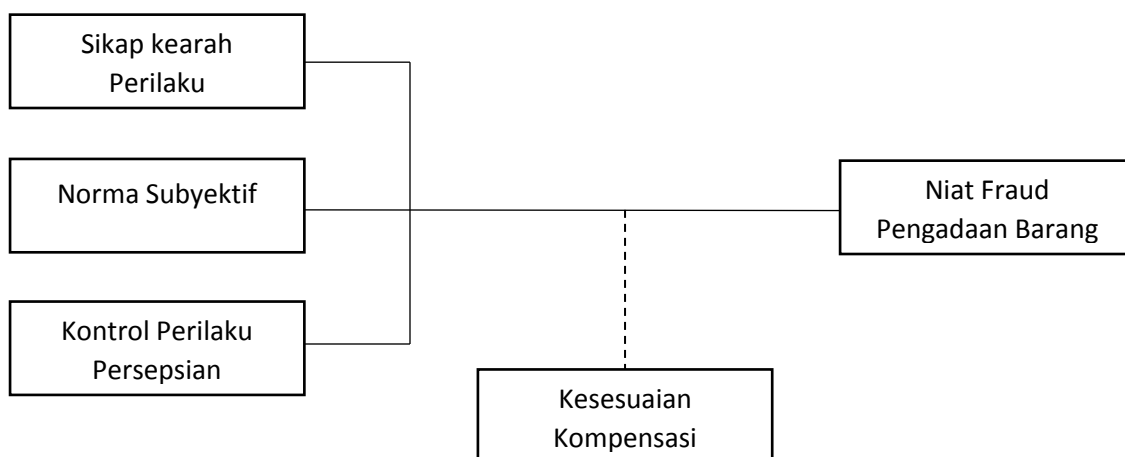 Sikap kearah
Perilaku
Norma Subyektif
Niat Fraud
Pengadaan Barang
Kontrol Perilaku
Persepsian
Kesesuaian
Kompensasi